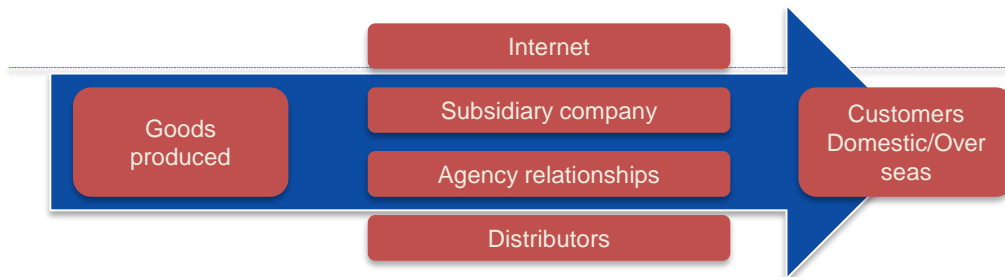 Internet
Goods
produced
Subsidiary company
Agency relationships
Distributors
Customers
Domestic/Over
seas